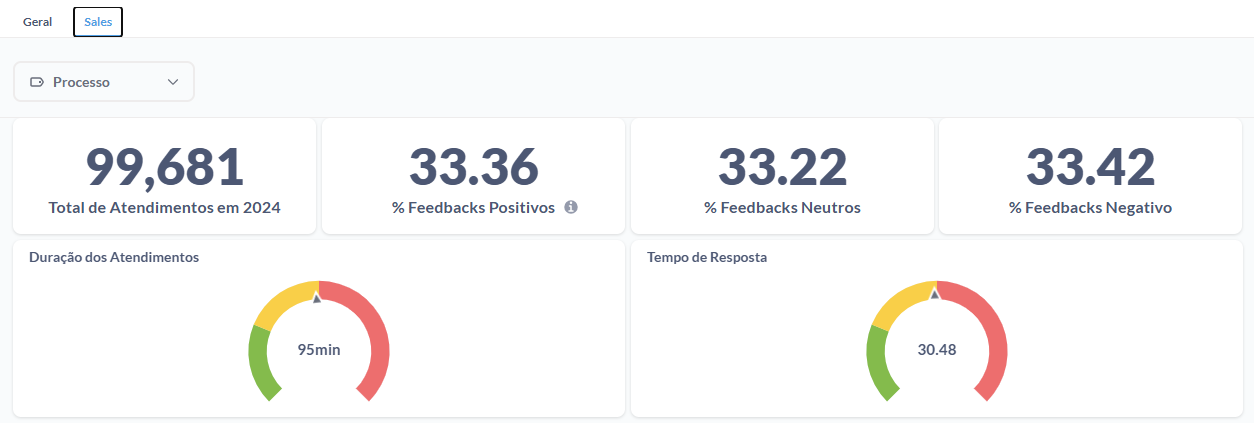 Geral Sales
Processo
99,681 33.36 33.22 33.42
Total de Atendimentos em 2024 % Feedbacks Positivos % Feedbacks Neutros % Feedbacks Negativo
Duração dos Atendimentos Tempo de Resposta
95min 30.48